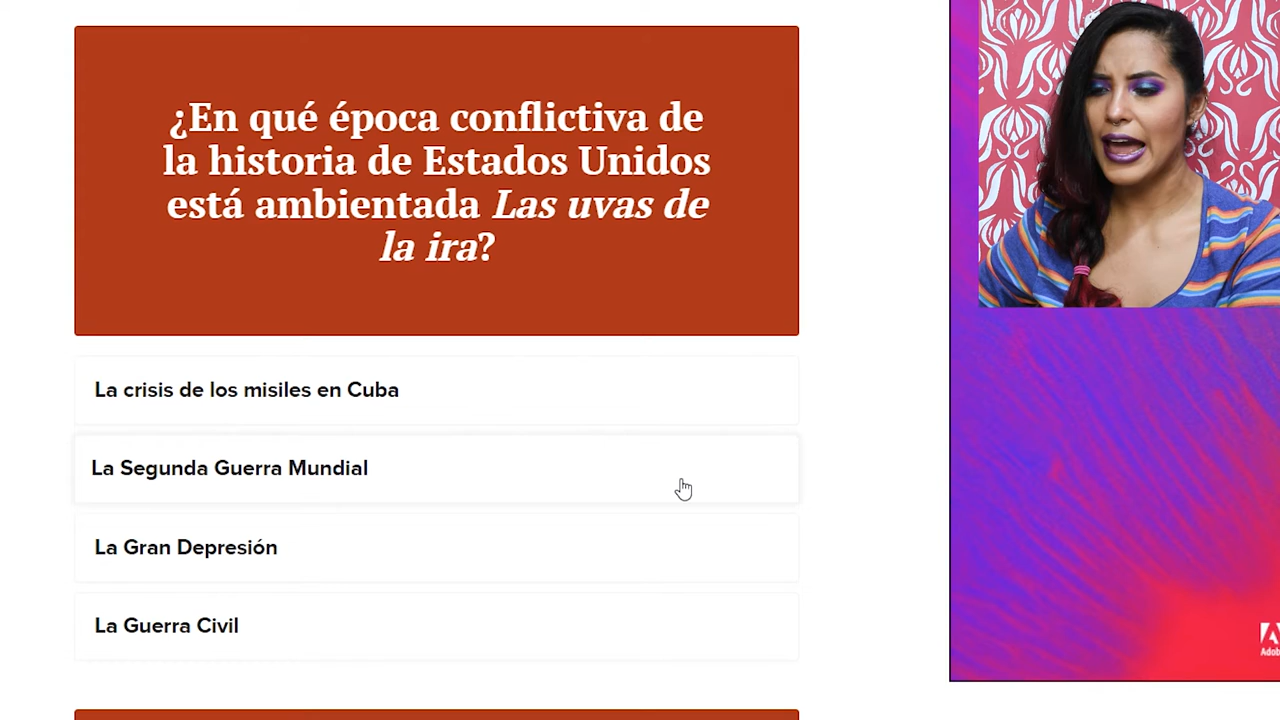 ¿En qué época conflictiva de
la historia de Estados Unidos
está ambientada Las uvas de
la ira?
La crisis de los misiles en Cuba
La Segunda Guerra Mundial
La Gran Depresión
La Guerra Civil
Adob